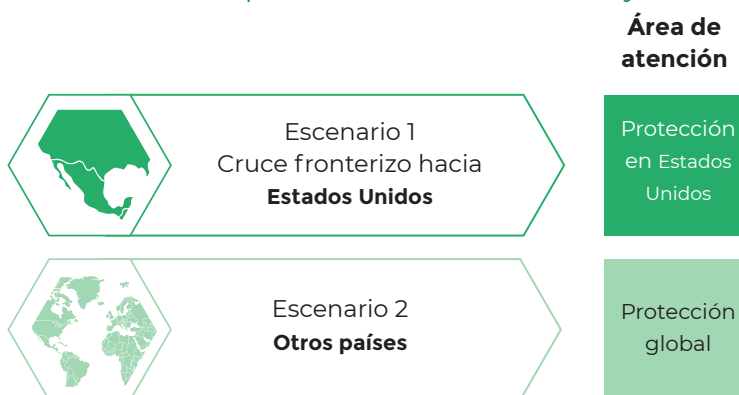 Área de
atención
Escenario 1
Cruce fronterizo hacia
Estados Unidos
Protección
en Estados
Unidos
Escenario 2
Otros países
Protección
global